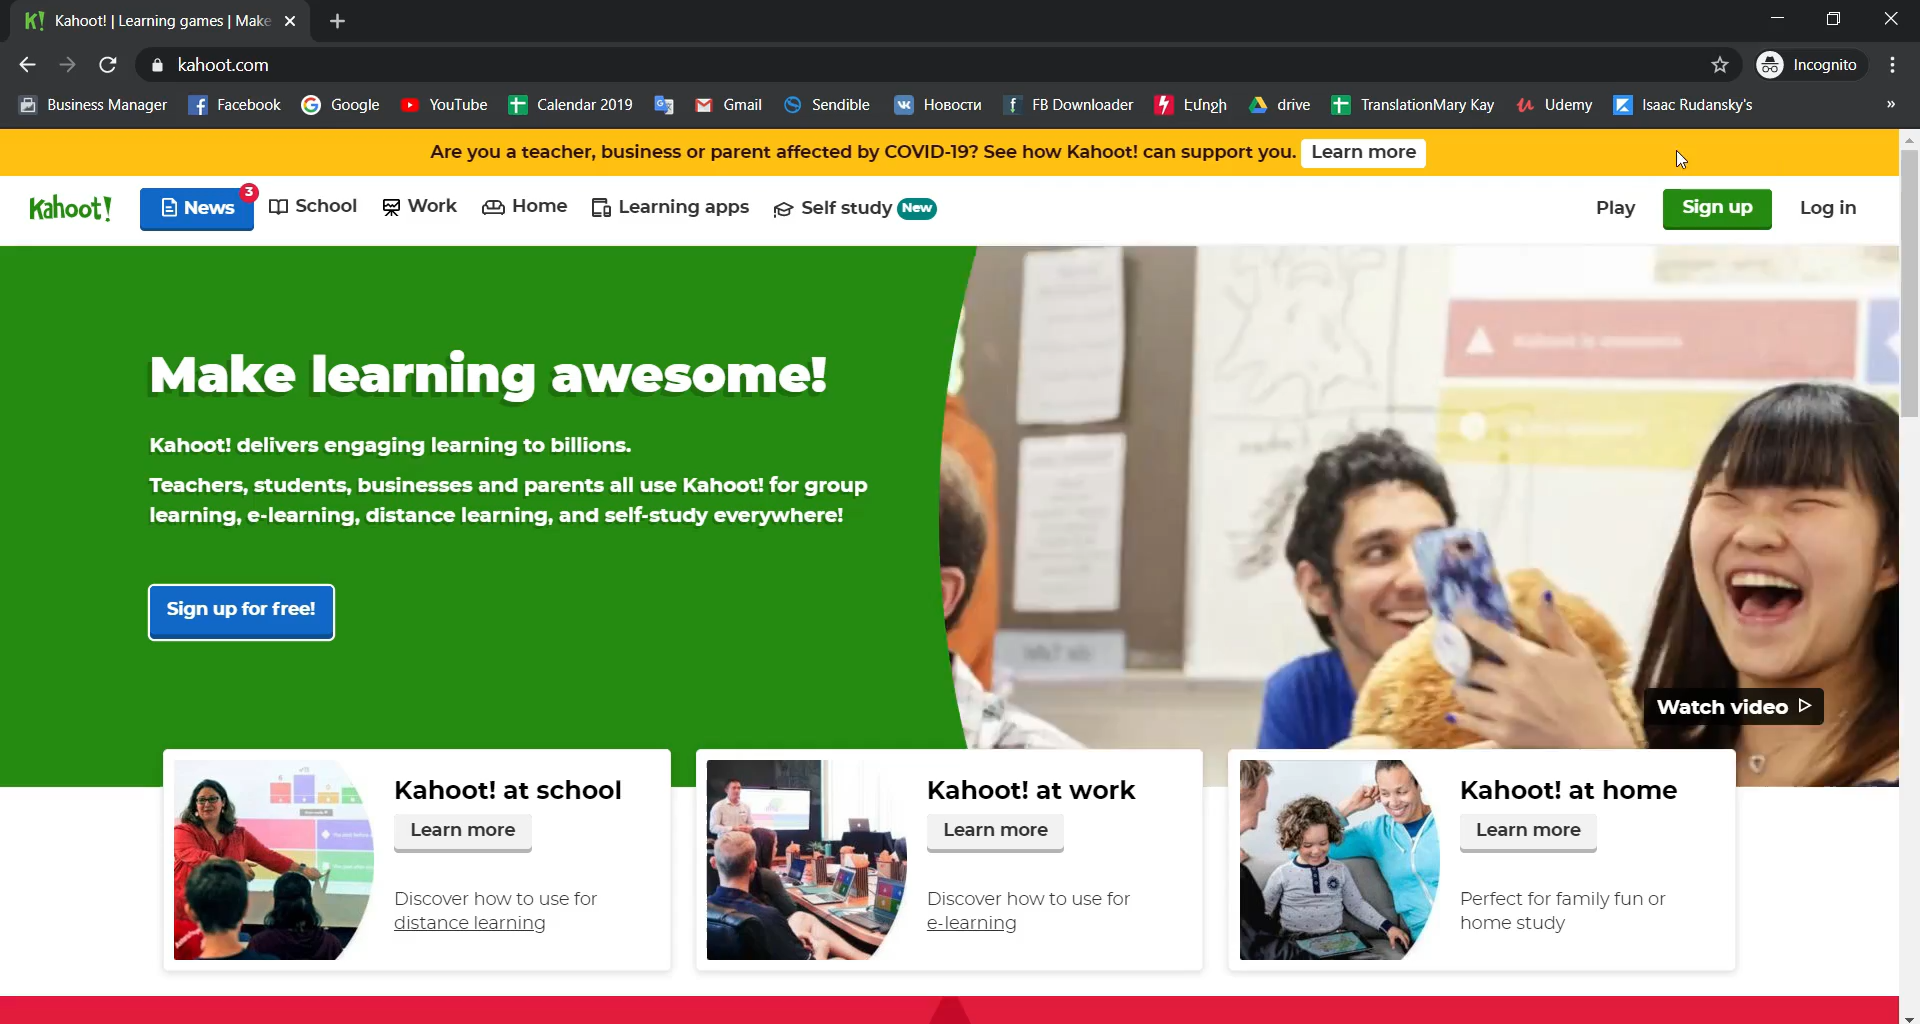 Kahoot! | Learning games | Make
kahoot.com
Incognito
Business Manager
Facebook
Google
YouTube
Calendar 2019
Gmail
Sendible
Новости
FB Downloader
Էմոջի
drive
TranslationMary Kay
Udemy
Isaac Rudansky's
»
Are you a teacher, business or parent affected by COVID-19? See how Kahoot! can support you. Learn more
Kahoot!
News
3
School
Work
Home
Learning apps
Self study New
Play
Sign up
Log in
Make learning awesome!
Kahoot! delivers engaging learning to billions.
Teachers, students, businesses and parents all use Kahoot! for group
learning, e-learning, distance learning, and self-study everywhere!
Sign up for free!
Watch video
Kahoot! at school
Learn more
Discover how to use for
distance learning
Kahoot! at work
Learn more
Discover how to use for
e-learning
Kahoot! at home
Learn more
Perfect for family fun or
home study